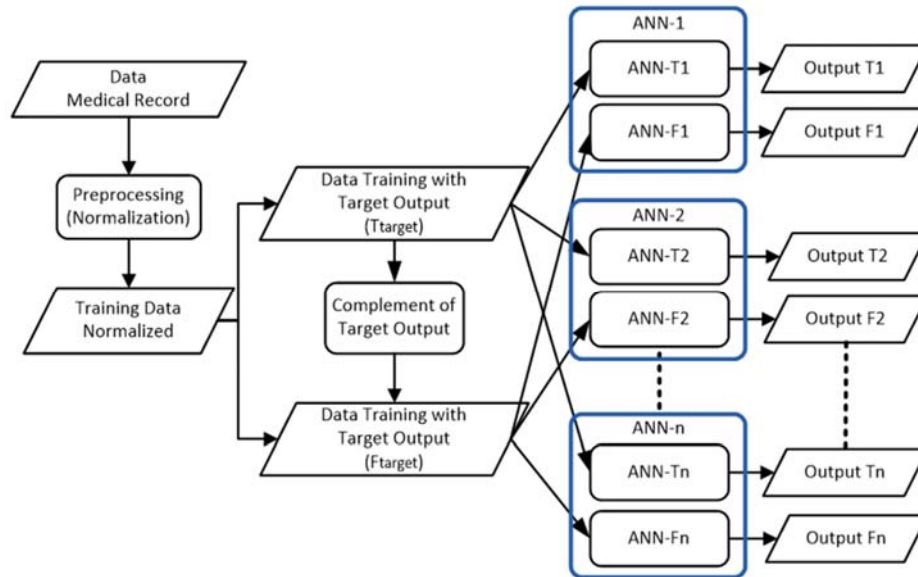 Data
Medical Record
Preprocessing
(Normalization)
Training Data
Normalized
Data Training with
Target Output
(Ttarget)
Complement of
Target Output
Data Training with
Target Output
(Ftarget)
ANN-1
ANN-T1
ANN-F1
Output T1
Output F1
ANN-2
ANN-T2
ANN-F2
Output T2
Output F2
ANN-n
ANN-Tn
ANN-Fn
Output Tn
Output Fn